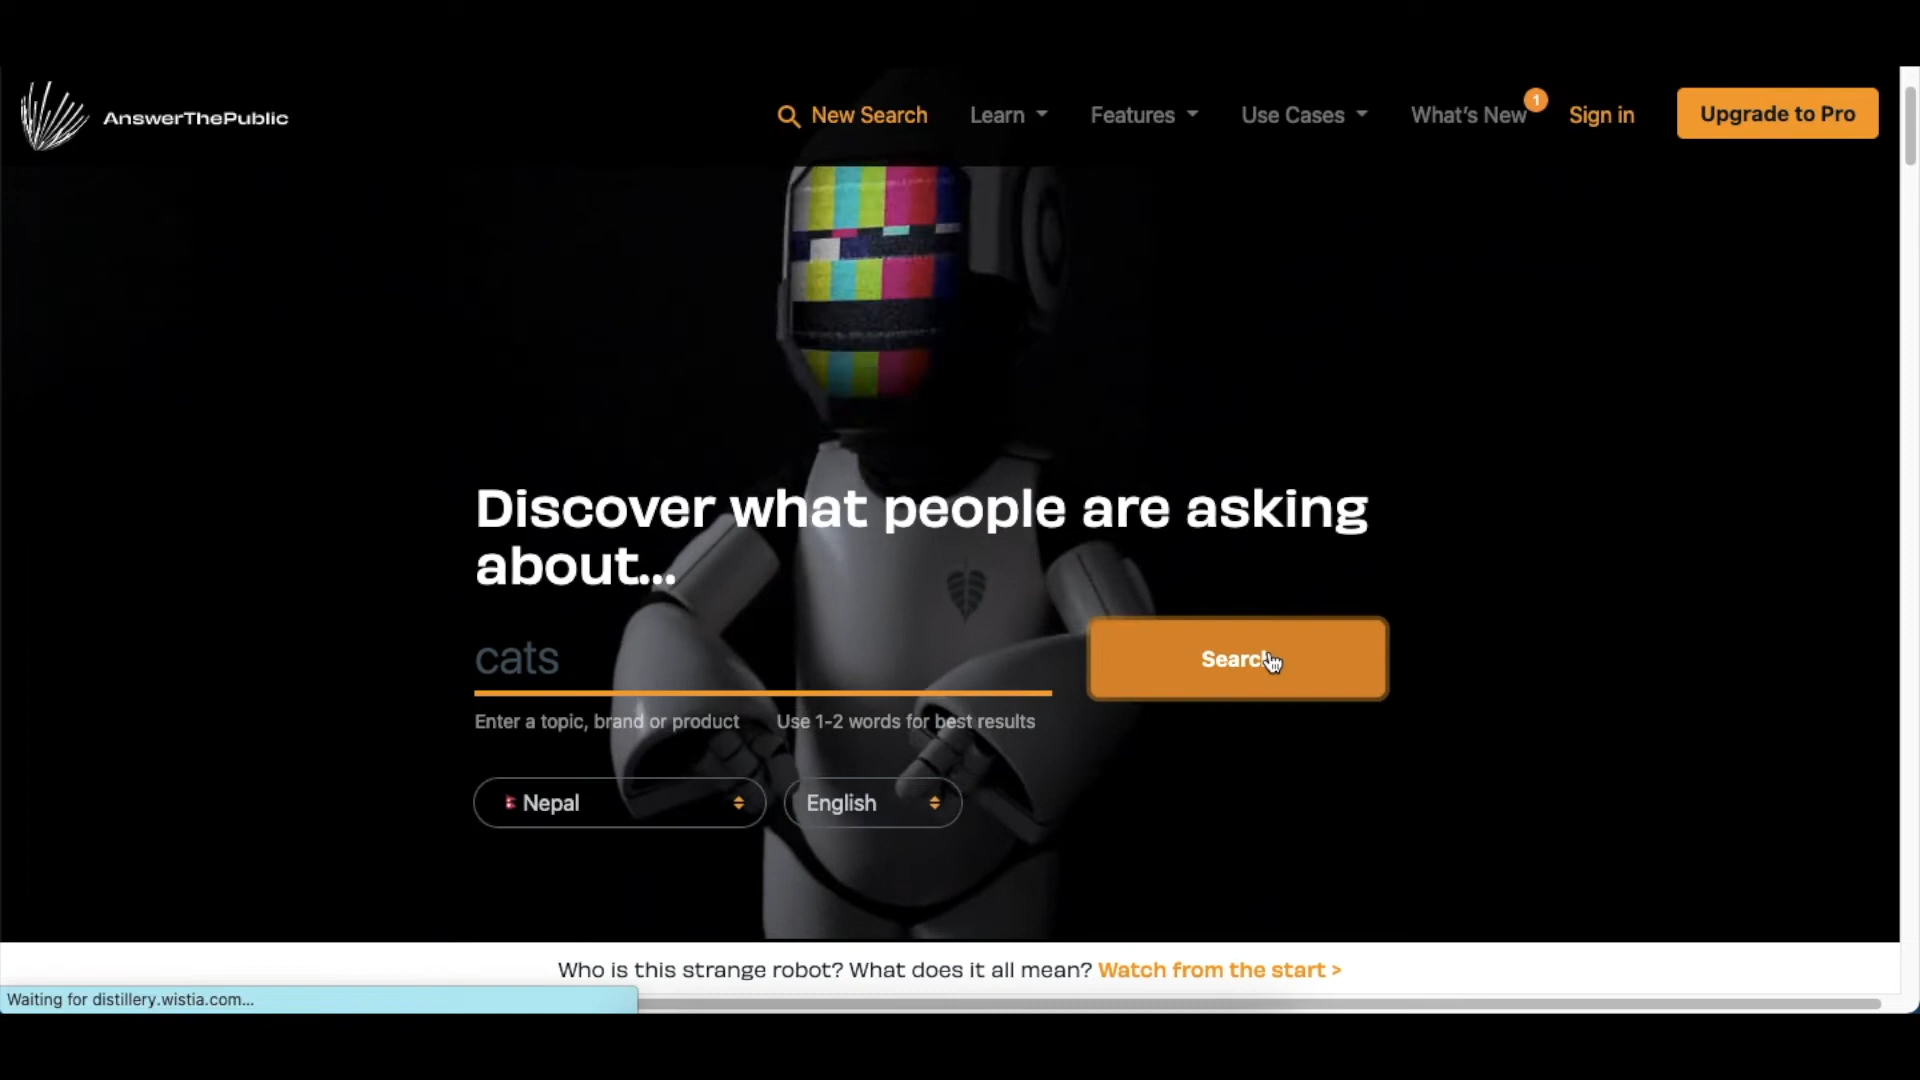 AnswerThePublic
New Search
Learn
Features
Use Cases
What's New
1
Sign in
Upgrade to Pro
Discover what people are asking
about...
cats
Search
Enter a topic, brand or product
Use 1-2 words for best results
Nepal
English
Who is this strange robot? What does it all mean? Watch from the start >
Waiting for distillery.wistia.com...